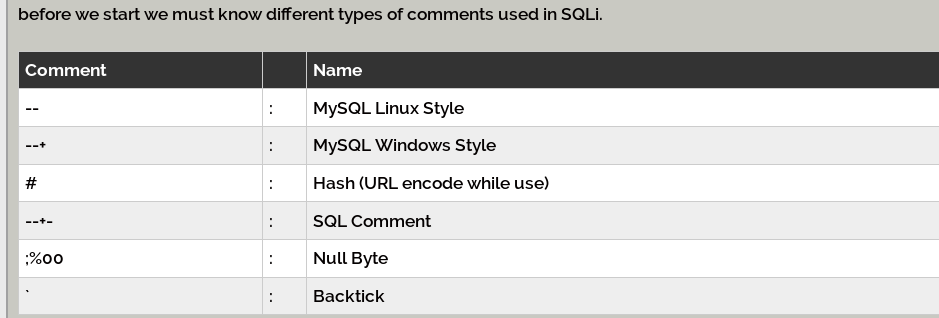 before we start we must know different types of comments used in SQLi.
Comment Name
-- : MySQL Linux Style
--+ : MySQL Windows Style
# : Hash (URL encode while use)
--+- : SQL Comment
;%00 : Null Byte
` : Backtick